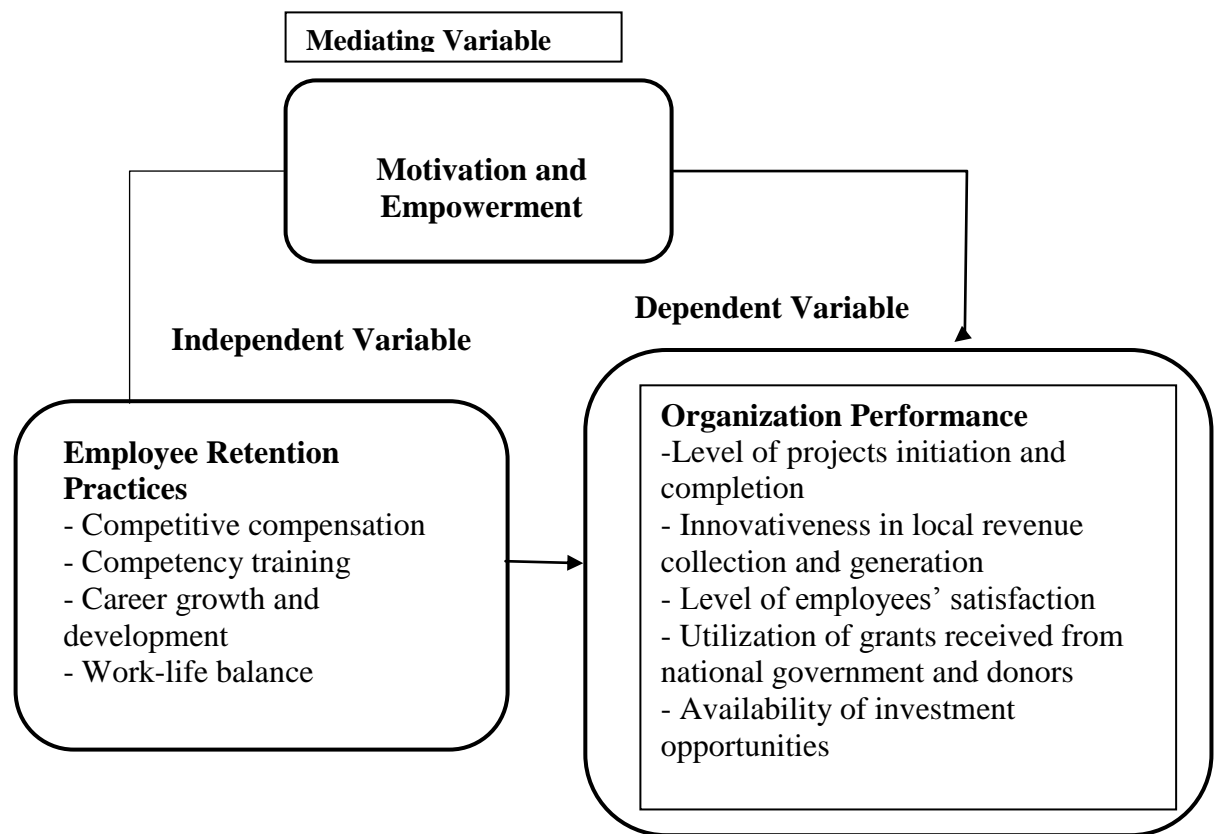 Mediating Variable
Motivation and
Empowerment
Dependent Variable
Independent Variable
Employee Retention
Practices
- Competitive compensation
- Competency training
- Career growth and
development
- Work-life balance
Organization Performance
-Level of projects initiation and
completion
- Innovativeness in local revenue
collection and generation
- Level of employees’ satisfaction
- Utilization of grants received from
national government and donors
- Availability of investment
opportunities